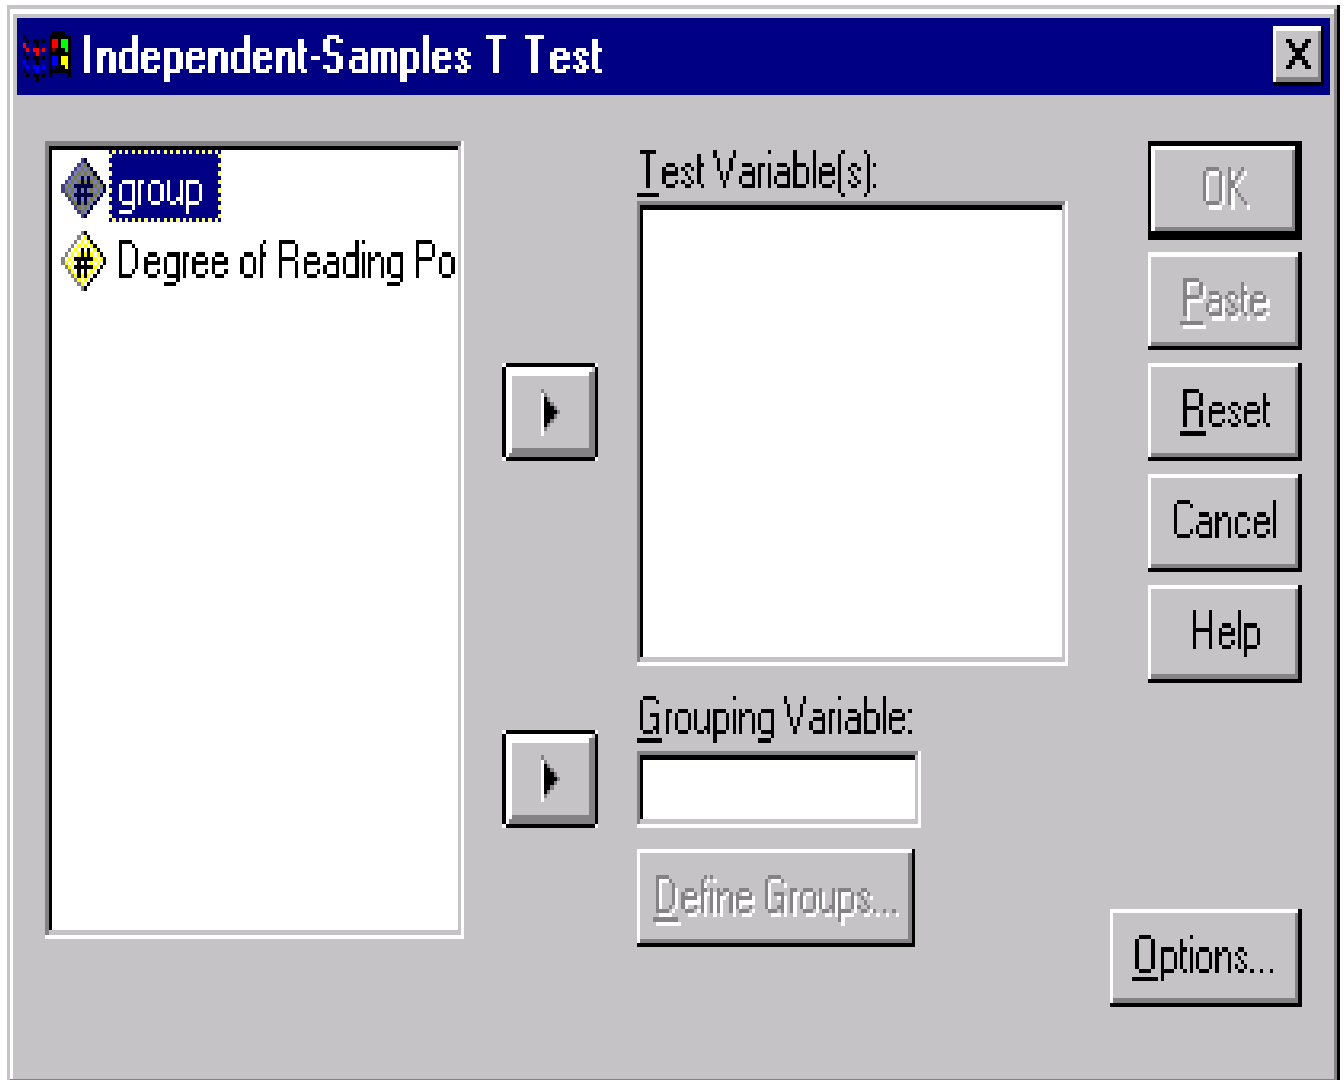 Independent-Samples T Test
X
# group
# Degree of Reading Po
Test Variable(s):
Grouping Variable:
Define Groups...
OK
Paste
Reset
Cancel
Help
Options...